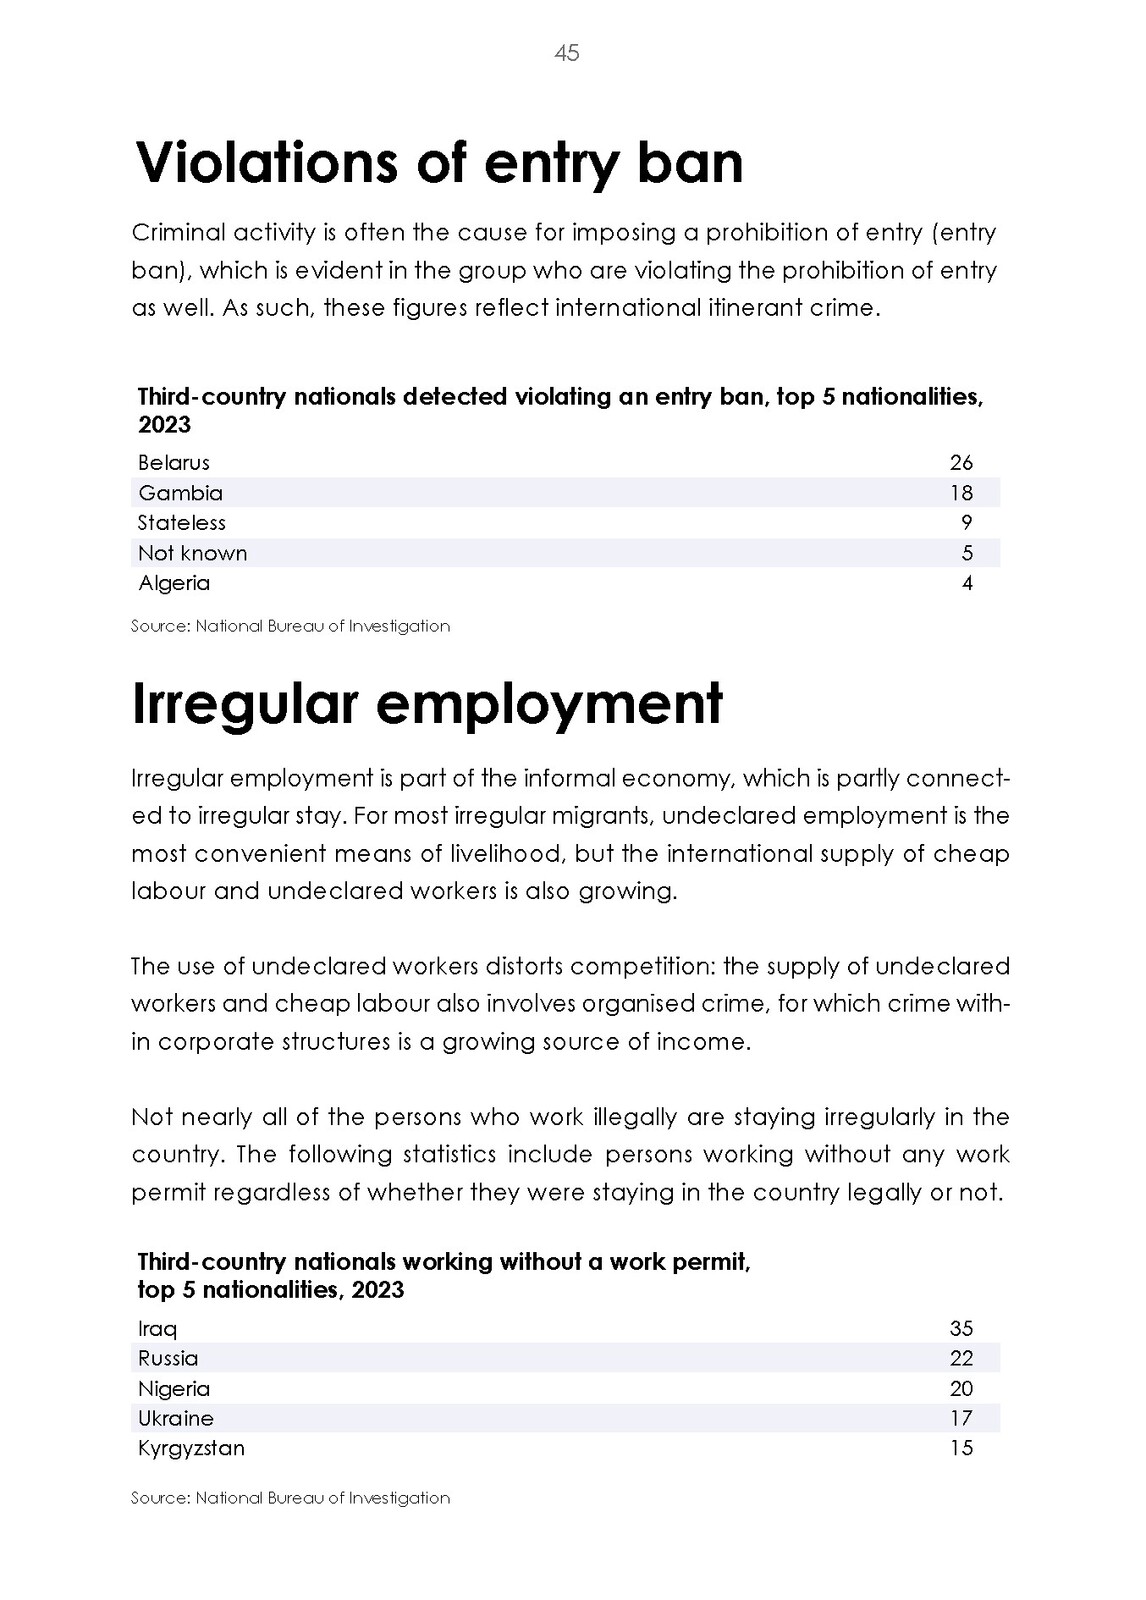 45
Violations of entry ban
Criminal activity is often the cause for imposing a prohibition of entry (entry
ban), which is evident in the group who are violating the prohibition of entry
as well. As such, these figures reflect international itinerant crime.
Third-country nationals detected violating an entry ban, top 5 nationalities,
2023
Belarus 26
Gambia 18
Stateless 9
Not known 5
Algeria 4
Source: National Bureau of Investigation
Irregular employment
Irregular employment is part of the informal economy, which is partly connect-
ed to irregular stay. For most irregular migrants, undeclared employment is the
most convenient means of livelihood, but the international supply of cheap
labour and undeclared workers is also growing.
The use of undeclared workers distorts competition: the supply of undeclared
workers and cheap labour also involves organised crime, for which crime with-
in corporate structures is a growing source of income.
Not nearly all of the persons who work illegally are staying irregularly in the
country. The following statistics include persons working without any work
permit regardless of whether they were staying in the country legally or not.
Third-country nationals working without a work permit,
top 5 nationalities, 2023
Iraq 35
Russia 22
Nigeria 20
Ukraine 17
Kyrgyzstan 15
Source: National Bureau of Investigation